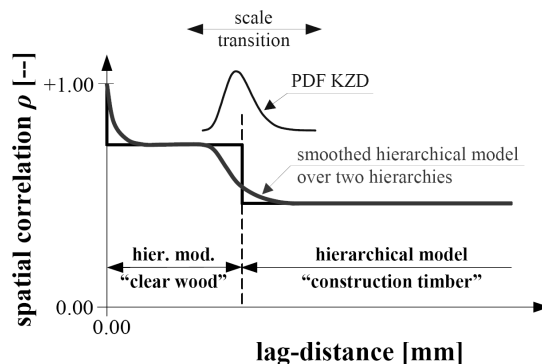 scale
transition
spatial correlation ρ [--]
+1.00
PDF KZD
smoothed hierarchical model
over two hierarchies
hier. mod.
“clear wood”
hierarchical model
“construction timber”
0.00
0.00
lag-distance [mm]